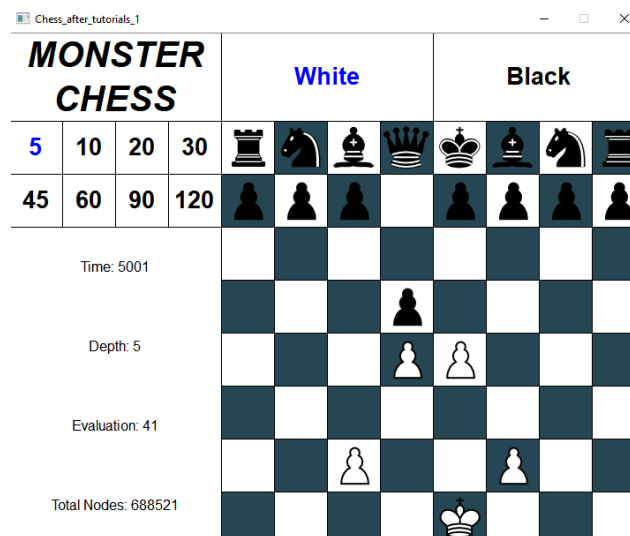 Chess_after_tutorials_1
MONSTER
CHESS
White
Black
5 10 20 30
45 60 90 120
Time: 5001
Depth: 5
Evaluation: 41
Total Nodes: 688521